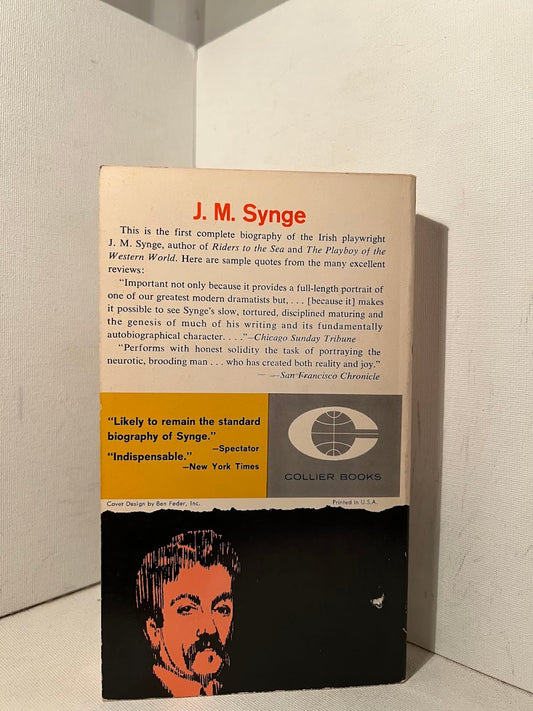 J. M. Synge
This is the first complete biography of the Irish playwright
J. M. Synge, author of Riders to the Sea and The Playboy of the
Western World. Here are sample quotes from the many excellent
reviews:
"Important not only because it provides a full-length portrait of
one of our greatest modern dramatists but, . . . [because it] makes
it possible to see Synge's slow, tortured, disciplined maturing and
the genesis of much of his writing and its fundamentally
autobiographical character. . . ."—Chicago Sunday Tribune
"Performs with honest solidity the task of portraying the
neurotic, brooding man . . . who has created both reality and joy."
—San Francisco Chronicle
"Likely to remain the standard
biography of Synge."
—Spectator
"Indispensable."
—New York Times
COLLIER BOOKS
Cover Design by Ben Feder, Inc.
Printed in U.S.A.